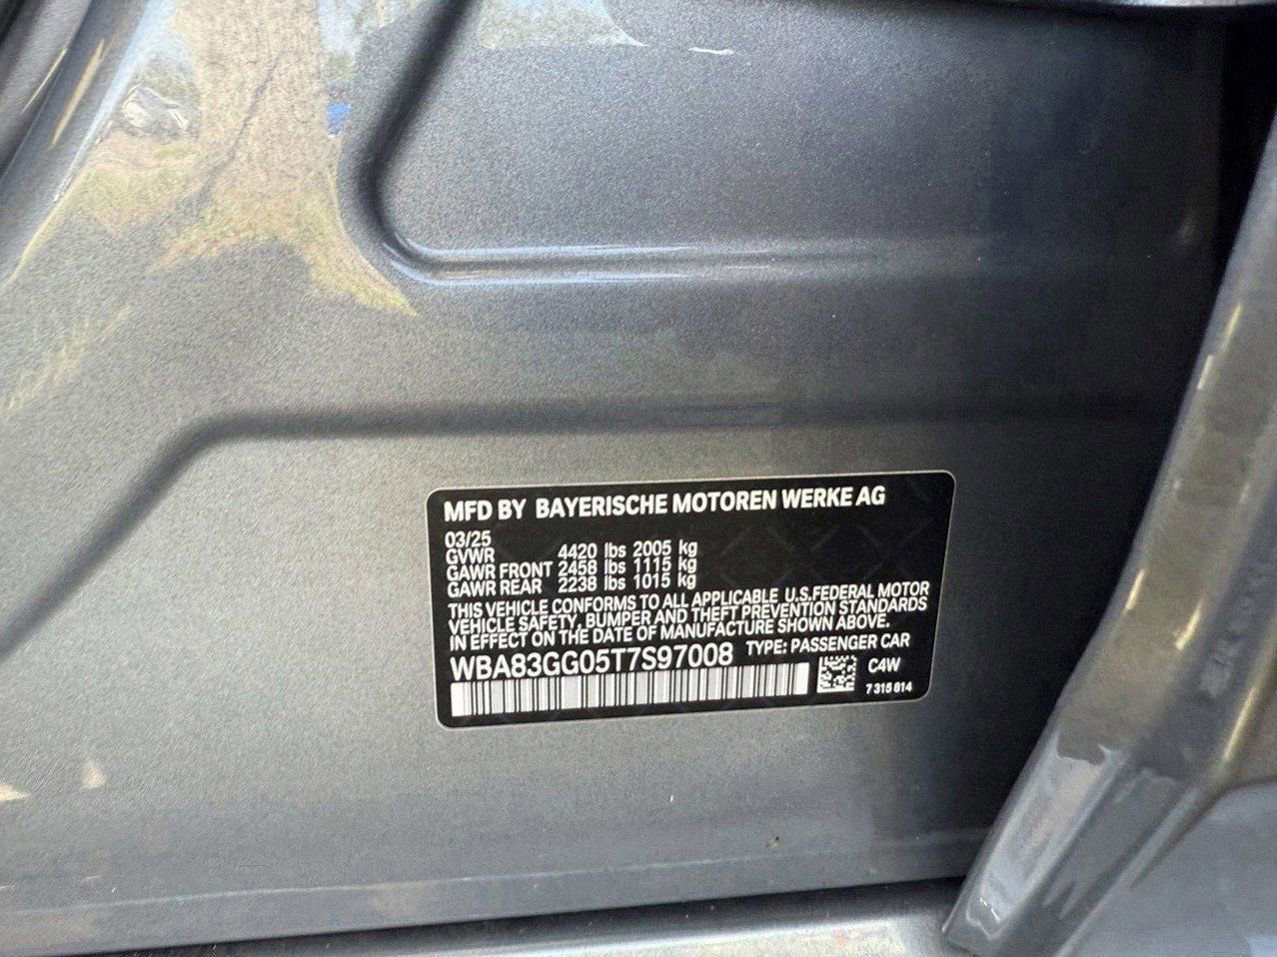 MFD BY BAYERISCHE MOTOREN WERKE AG
03/25
GVWR 4420 lbs 2005 kg
GAWR FRONT 2458 lbs 1115 kg
GAWR REAR 2238 lbs 1015 kg
THIS VEHICLE CONFORMS TO ALL APPLICABLE U.S.FEDERAL MOTOR
VEHICLE SAFETY, BUMPER AND THEFT PREVENTION STANDARDS
IN EFFECT ON THE DATE OF MANUFACTURE SHOWN ABOVE.
WBA83GG05T7S97008 TYPE: PASSENGER CAR
C4W
7 315 814